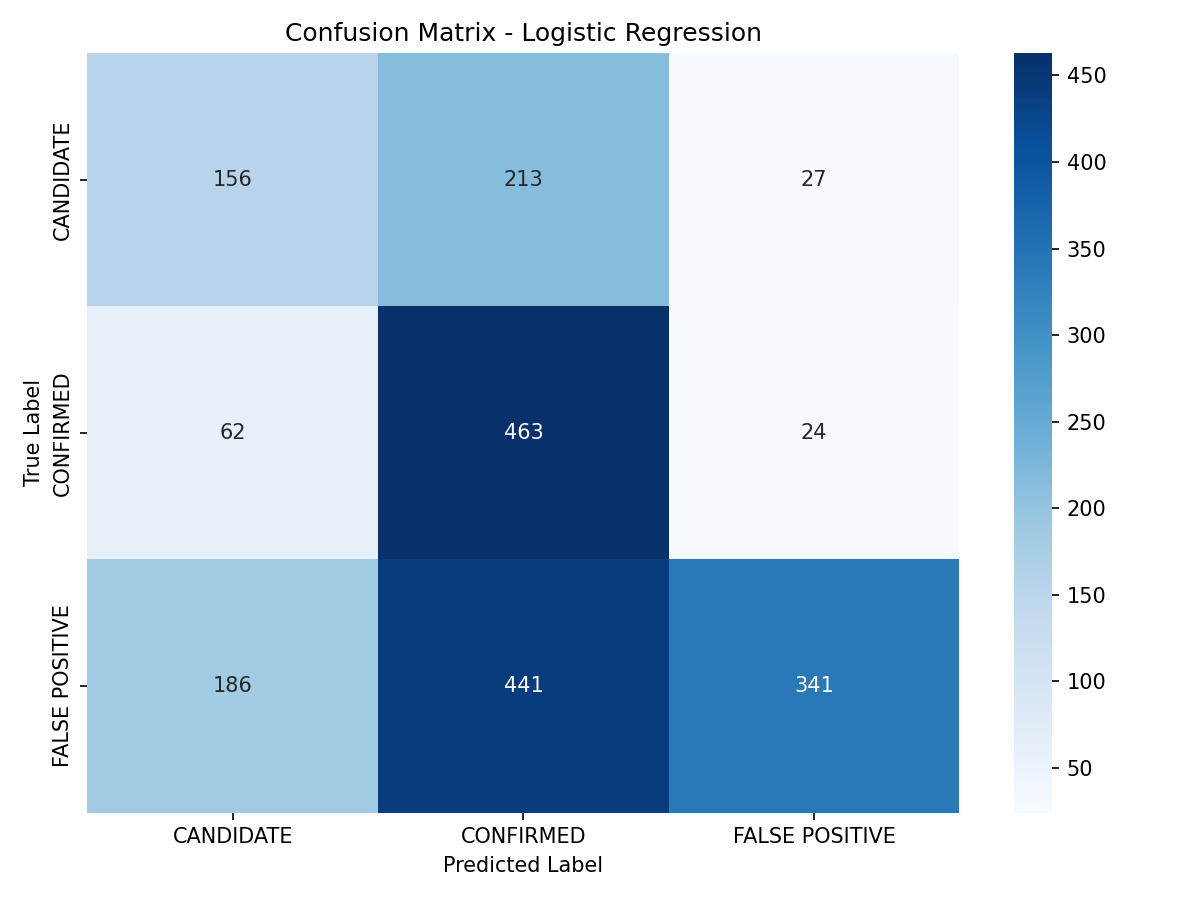 Confusion Matrix - Logistic Regression
True Label
CANDIDATE
156 213 27
CONFIRMED
62 463 24
FALSE POSITIVE
186 441 341
CANDIDATE CONFIRMED FALSE POSITIVE
Predicted Label
450
400
350
300
250
200
150
100
50